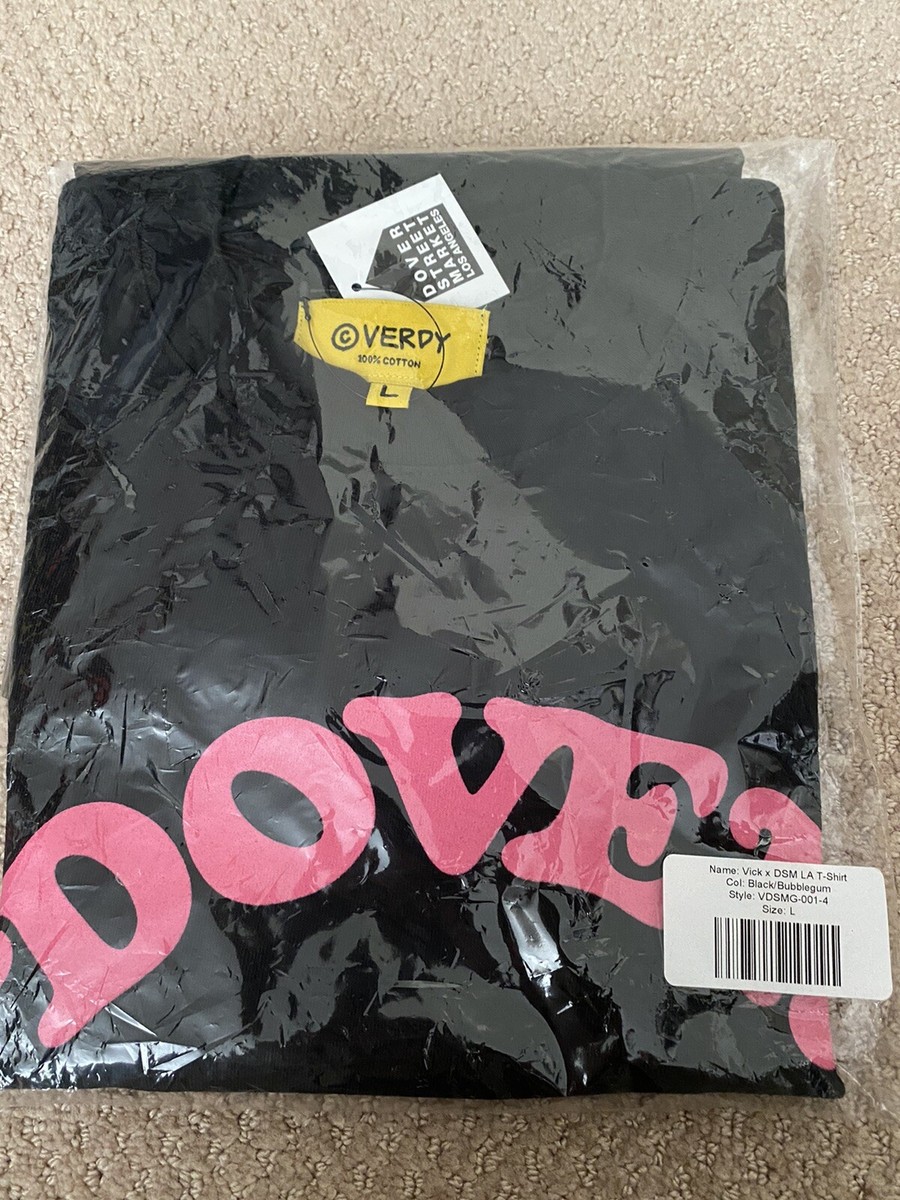 DOVER
STREET
MARKET
LOS ANGELES
©VERDY
100% COTTON
L
DOVE
Name: Vick x DSM LA T-Shirt
Col: Black/Bubblegum
Style: VDSMG-001-4
Size: L